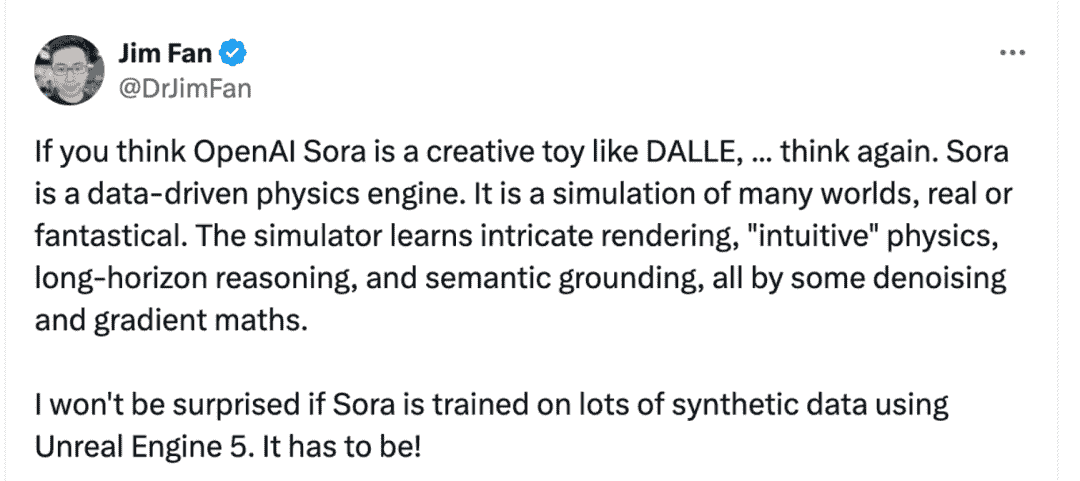 Jim Fan
@DrJimFan
If you think OpenAI Sora is a creative toy like DALLE, ... think again. Sora
is a data-driven physics engine. It is a simulation of many worlds, real or
fantastical. The simulator learns intricate rendering, "intuitive" physics,
long-horizon reasoning, and semantic grounding, all by some denoising
and gradient maths.
I won't be surprised if Sora is trained on lots of synthetic data using
Unreal Engine 5. It has to be!